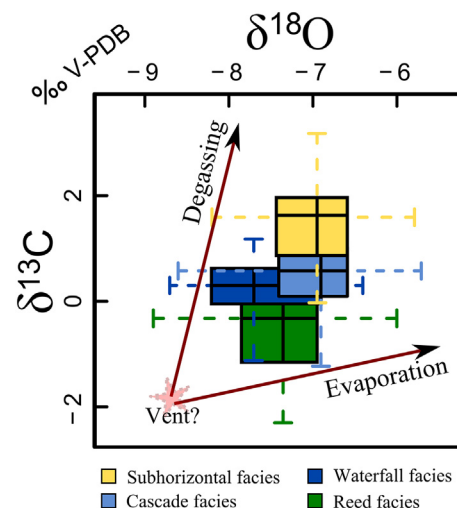 δ18O
‰ V-PDB
−9 −8 −7 −6
Degassing
2
δ13C
0
Evaporation
−2
Vent?
Subhorizontal facies
Waterfall facies
Cascade facies
Reed facies